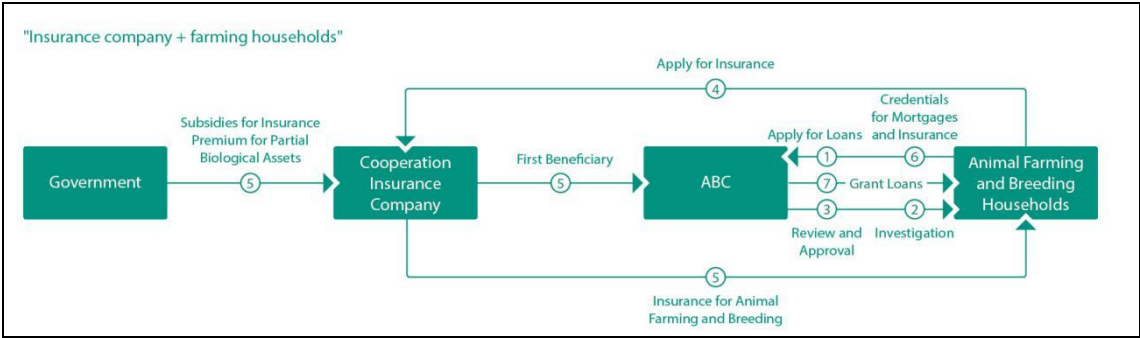 "Insurance company + farming households"
Apply for Insurance
4
Credentials
for Mortgages
and Insurance
Subsidies for Insurance
Premium for Partial
Biological Assets
Apply for Loans
First Beneficiary
1
6
Government
5
Cooperation
Insurance
Company
5
ABC
7
Grant Loans
Animal Farming
and Breeding
Households
3
2
Review and
Approval
Investigation
5
Insurance for Animal
Farming and Breeding